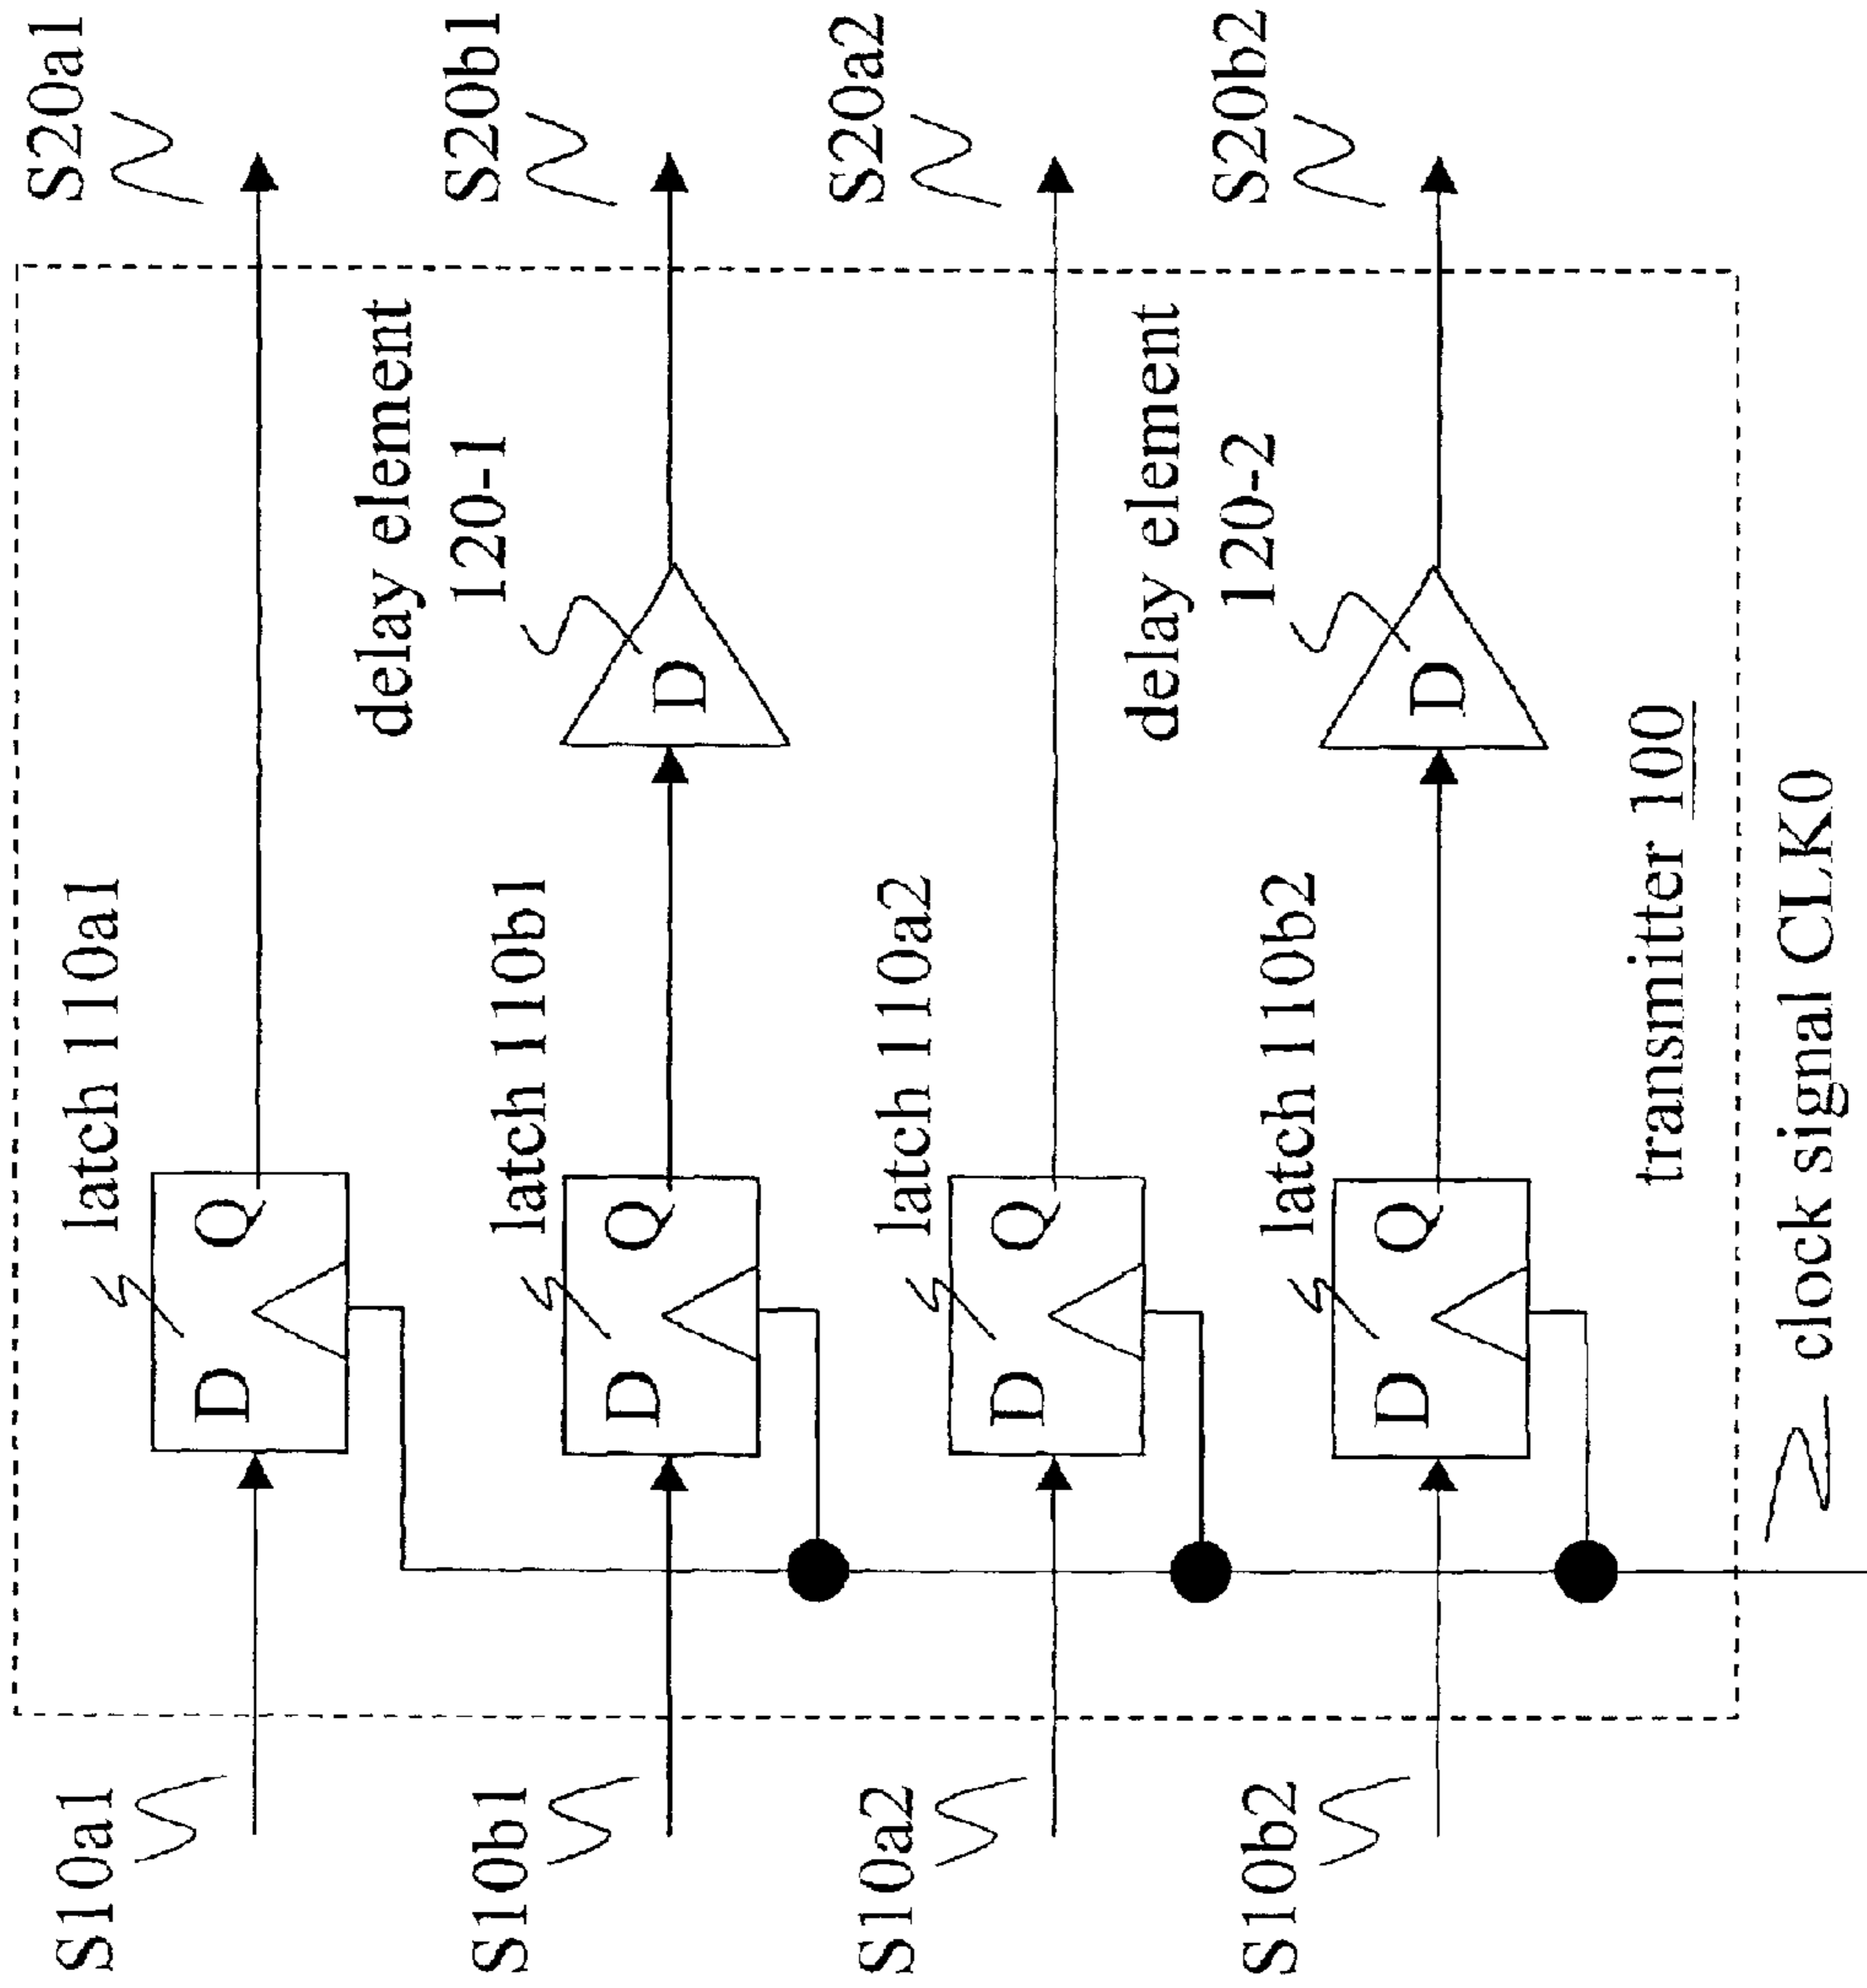 S10a1
D Q
latch 110a1
S20a1
S10b1
D Q
latch 110b1
delay element
120-1
D
S20b1
S10a2
D Q
latch 110a2
S20a2
S10b2
D Q
latch 110b2
delay element
120-2
D
S20b2
transmitter 100
clock signal CLK0